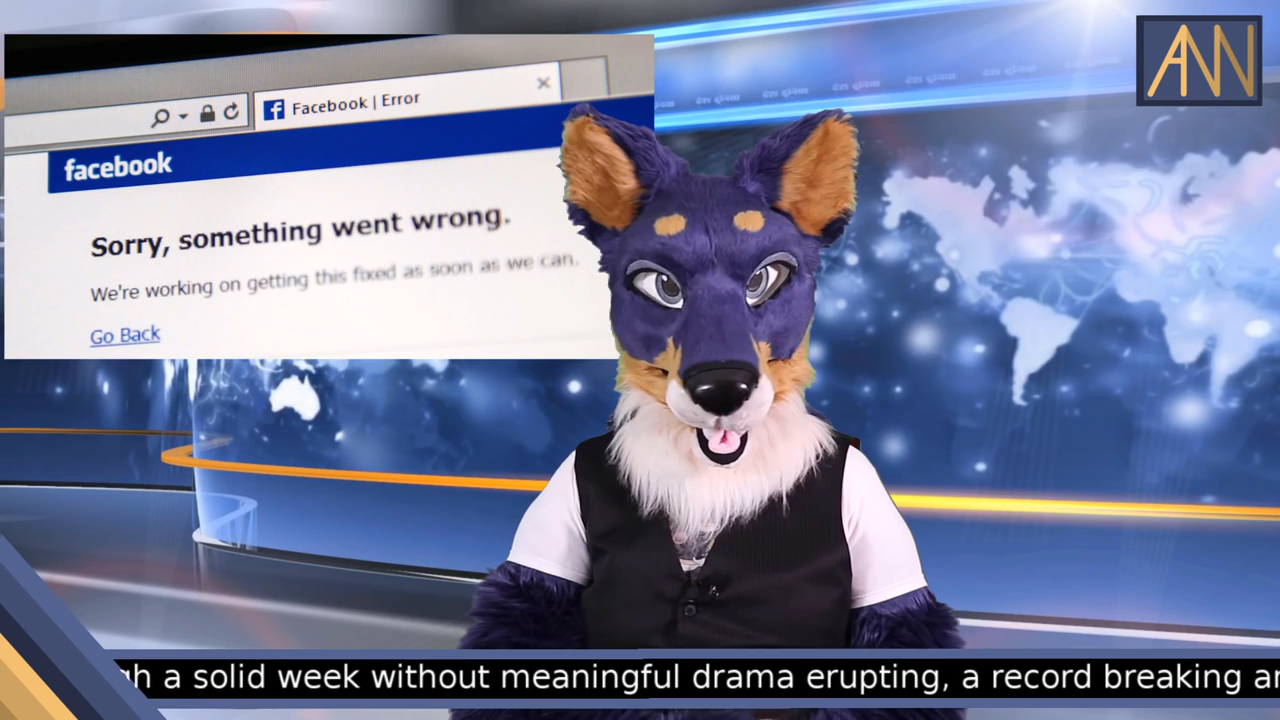 ANN
Facebook | Error
facebook
Sorry, something went wrong.
We're working on getting this fixed as soon as we can.
Go Back
a solid week without meaningful drama erupting, a record breaking